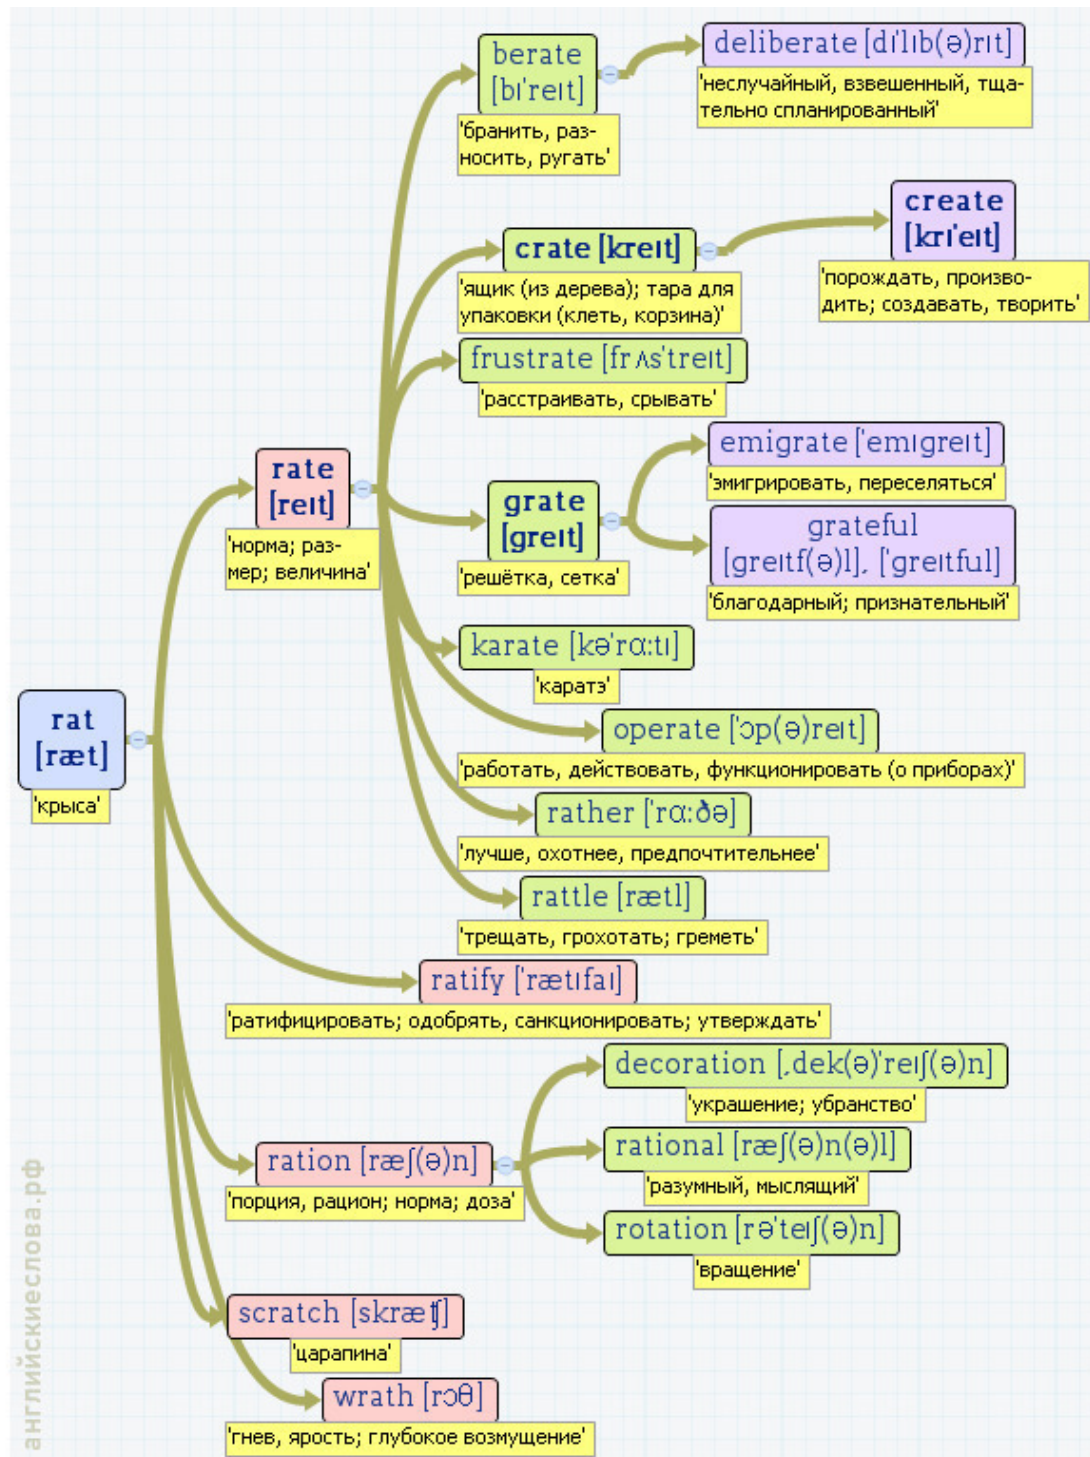 berate
[bɪ'reɪt]
'бранить, раз-
носить, ругать'
deliberate [dɪ'lɪb(ə)rɪt]
'неслучайный, взвешенный, тща-
тельно спланированный'
crate [kreɪt]
'ящик (из дерева); тара для
упаковки (клеть, корзина)'
create
[krɪ'eɪt]
'порождать, произво-
дить; создавать, творить'
frustrate [frʌs'treɪt]
'расстраивать, срывать'
rate
[reɪt]
'норма; раз-
мер; величина'
grate
[greɪt]
'решётка, сетка'
emigrate ['emɪgreɪt]
'эмигрировать, переселяться'
grateful
[greɪtf(ə)l], ['greɪtful]
'благодарный; признательный'
karate [kə'rɑ:tɪ]
'каратэ'
rat
[ræt]
'крыса'
operate ['ɔp(ə)reɪt]
'работать, действовать, функционировать (о приборах)'
rather ['rɑ:ðə]
'лучше, охотнее, предпочтительнее'
rattle [rætl]
'трещать, грохотать; греметь'
ratify ['rætɪfaɪ]
'ратифицировать; одобрять, санкционировать; утверждать'
decoration [ˌdek(ə)'reɪʃ(ə)n]
'украшение; убранство'
ration [ræʃ(ə)n]
'порция, рацион; норма; доза'
rational [ræʃ(ə)n(ə)l]
'разумный, мыслящий'
rotation [rə'teɪʃ(ə)n]
'вращение'
scratch [skræʧ]
'царапина'
wrath [rɔθ]
'гнев, ярость; глубокое возмущение'
английскиеслова.рф